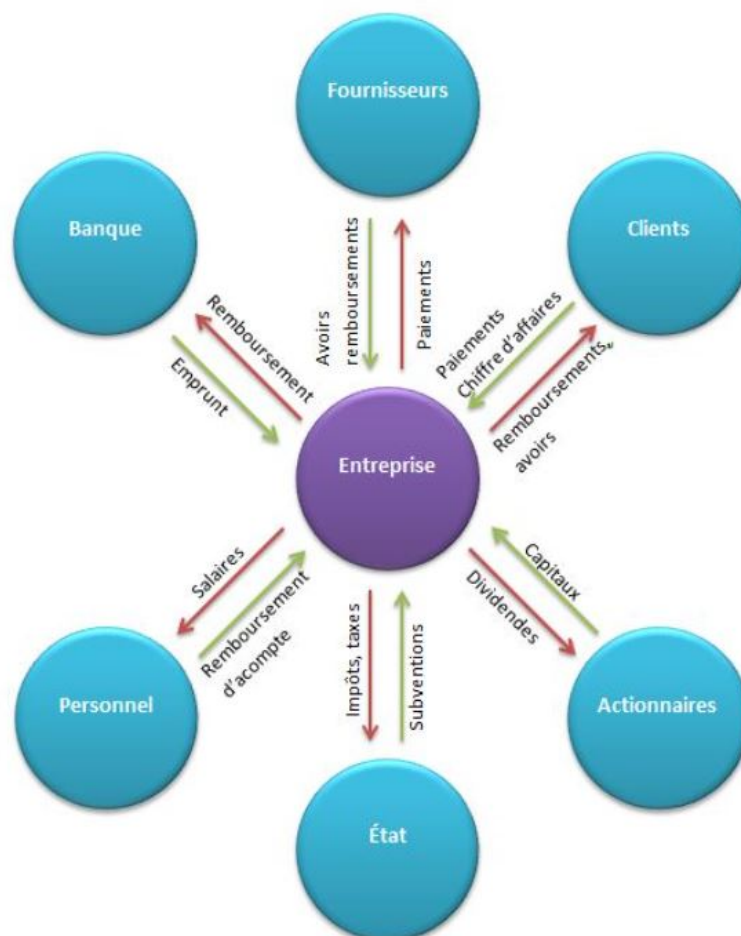 Fournisseurs
Banque
Clients
Avoirs
remboursements
Paiements
Remboursement
Emprunt
Paiements
Chiffre d'affaires
Remboursements,
avoirs
Entreprise
Salaires
Remboursement
d'acompte
Impôts, taxes
Subventions
Capitaux
Dividendes
Personnel
Actionnaires
État